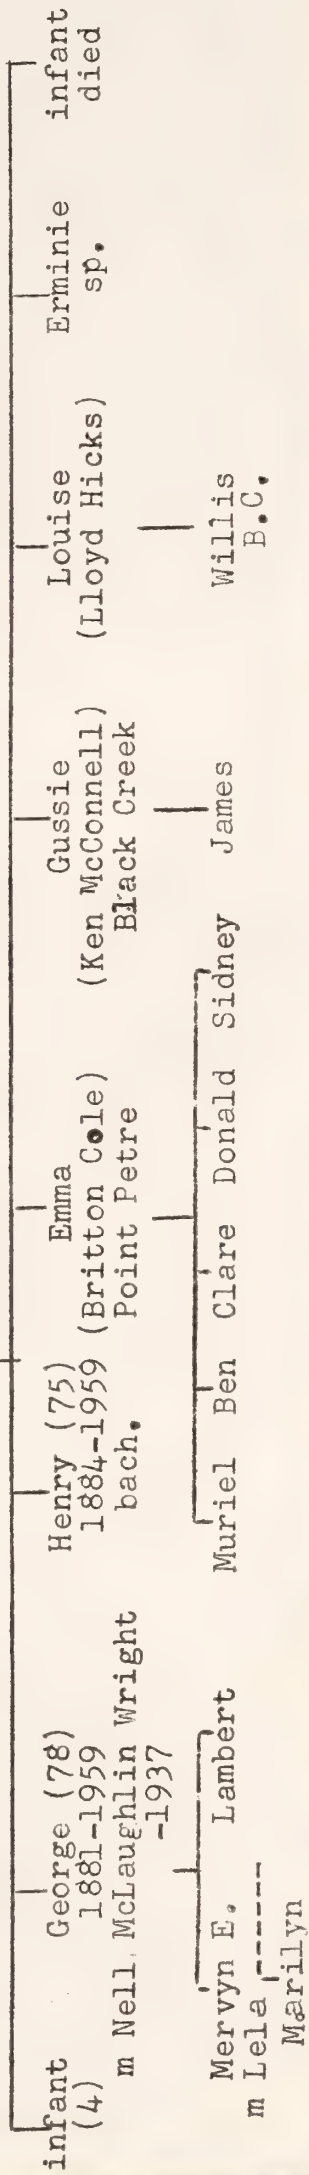 infant
(4)
George (78)
1881-1959
m Nell McLaughlin Wright
-1937
Mervyn E.
m Lela ------
Marilyn
Lambert
Henry (75)
1884-1959
bach.
Emma
(Britton Cole)
Point Petre
Muriel Ben Clare Donald Sidney
Gussie
(Ken McConnell)
Black Creek
James
Louise
(Lloyd Hicks)
Willis
B.C.
Erminie
sp.
infant
died